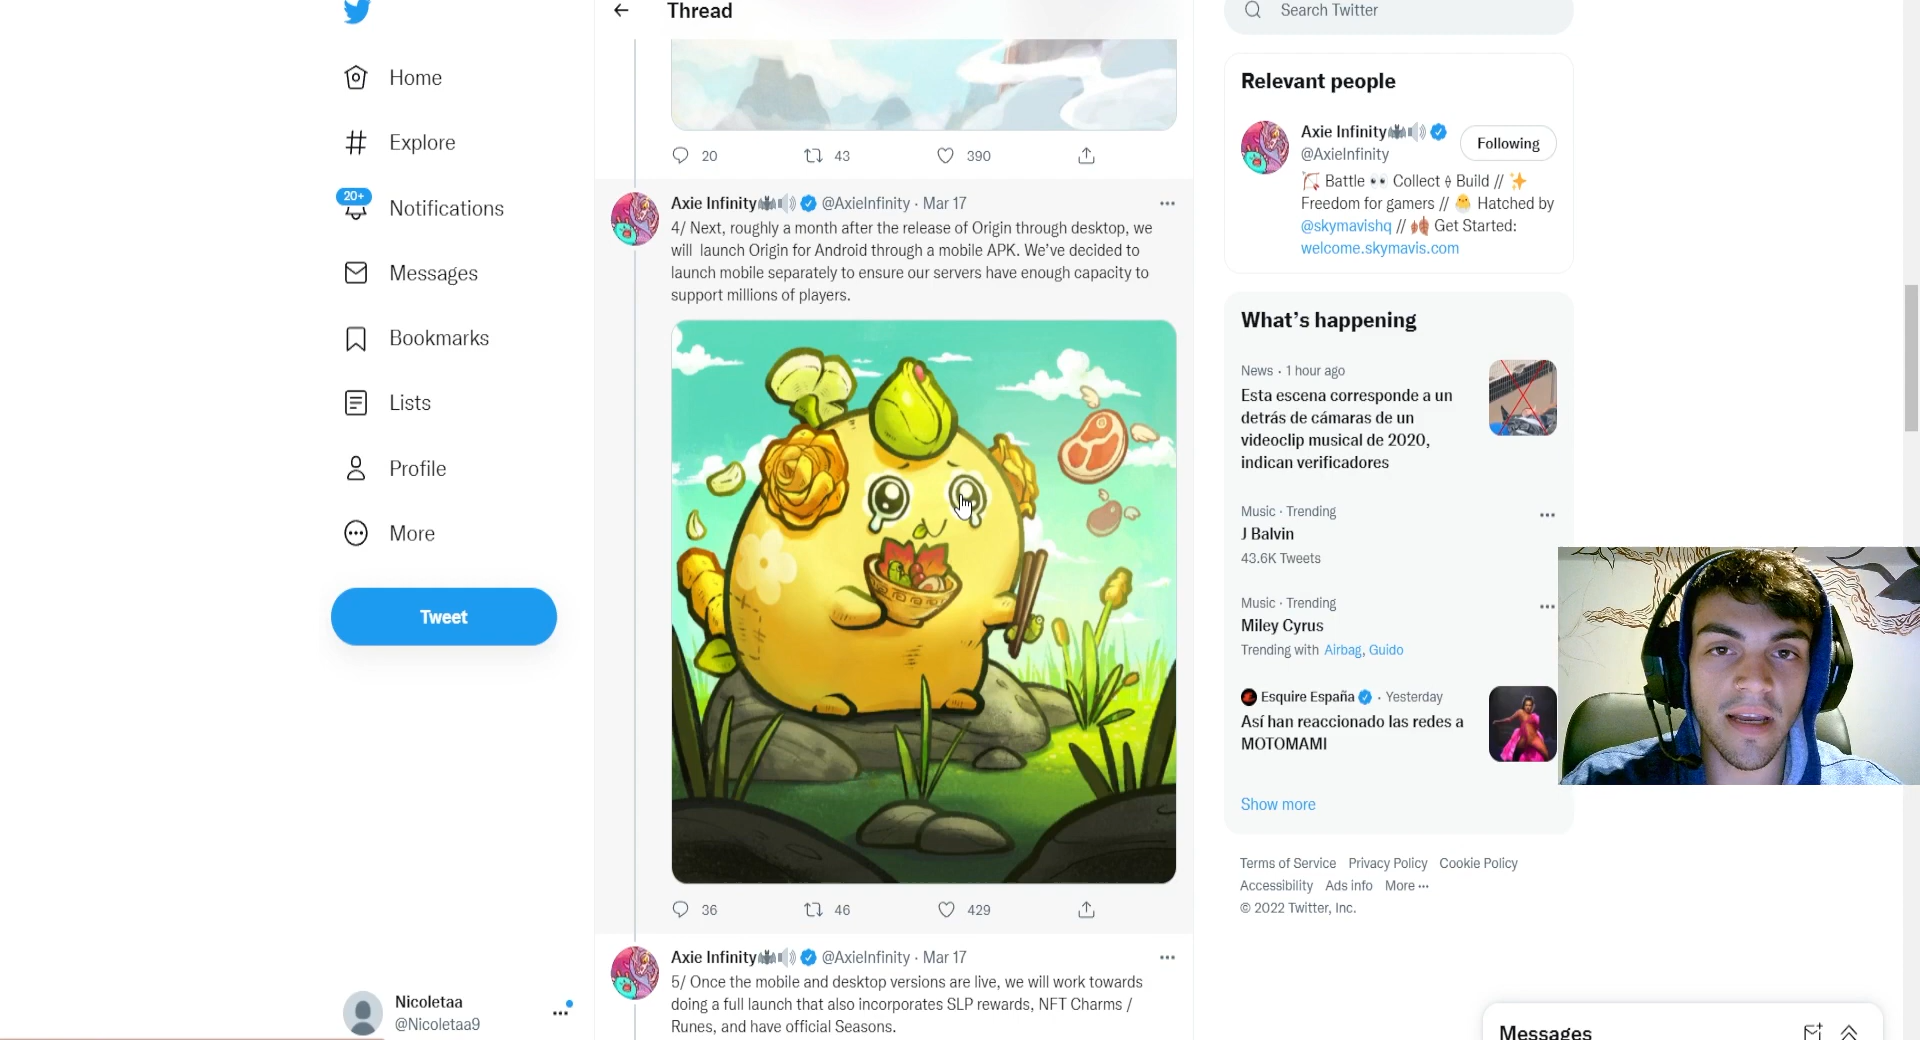 Thread
Search Twitter
Home
Explore
20+
Notifications
Messages
Bookmarks
Lists
Profile
More
Tweet
Nicoletaa
@Nicoletaa9
20
43
390
Axie Infinity @AxieInfinity · Mar 17
4/ Next, roughly a month after the release of Origin through desktop, we
will launch Origin for Android through a mobile APK. We’ve decided to
launch mobile separately to ensure our servers have enough capacity to
support millions of players.
36
46
429
Axie Infinity @AxieInfinity · Mar 17
5/ Once the mobile and desktop versions are live, we will work towards
doing a full launch that also incorporates SLP rewards, NFT Charms /
Runes, and have official Seasons.
Relevant people
Axie Infinity
@AxieInfinity
Following
Battle Collect Build //
Freedom for gamers // Hatched by
@skymavishq // Get Started:
welcome.skymavis.com
What’s happening
News · 1 hour ago
Esta escena corresponde a un
detrás de cámaras de un
videoclip musical de 2020,
indican verificadores
Music · Trending
J Balvin
43.6K Tweets
Music · Trending
Miley Cyrus
Trending with Airbag, Guido
Esquire España · Yesterday
Así han reaccionado las redes a
MOTOMAMI
Show more
Terms of Service Privacy Policy Cookie Policy
Accessibility Ads info More ···
© 2022 Twitter, Inc.
Messages